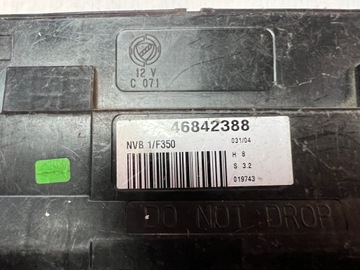 12 V
C 071
46842388
NVB 1/F350
031/04
H 8
S 3.2
019743
DO NOT DROP